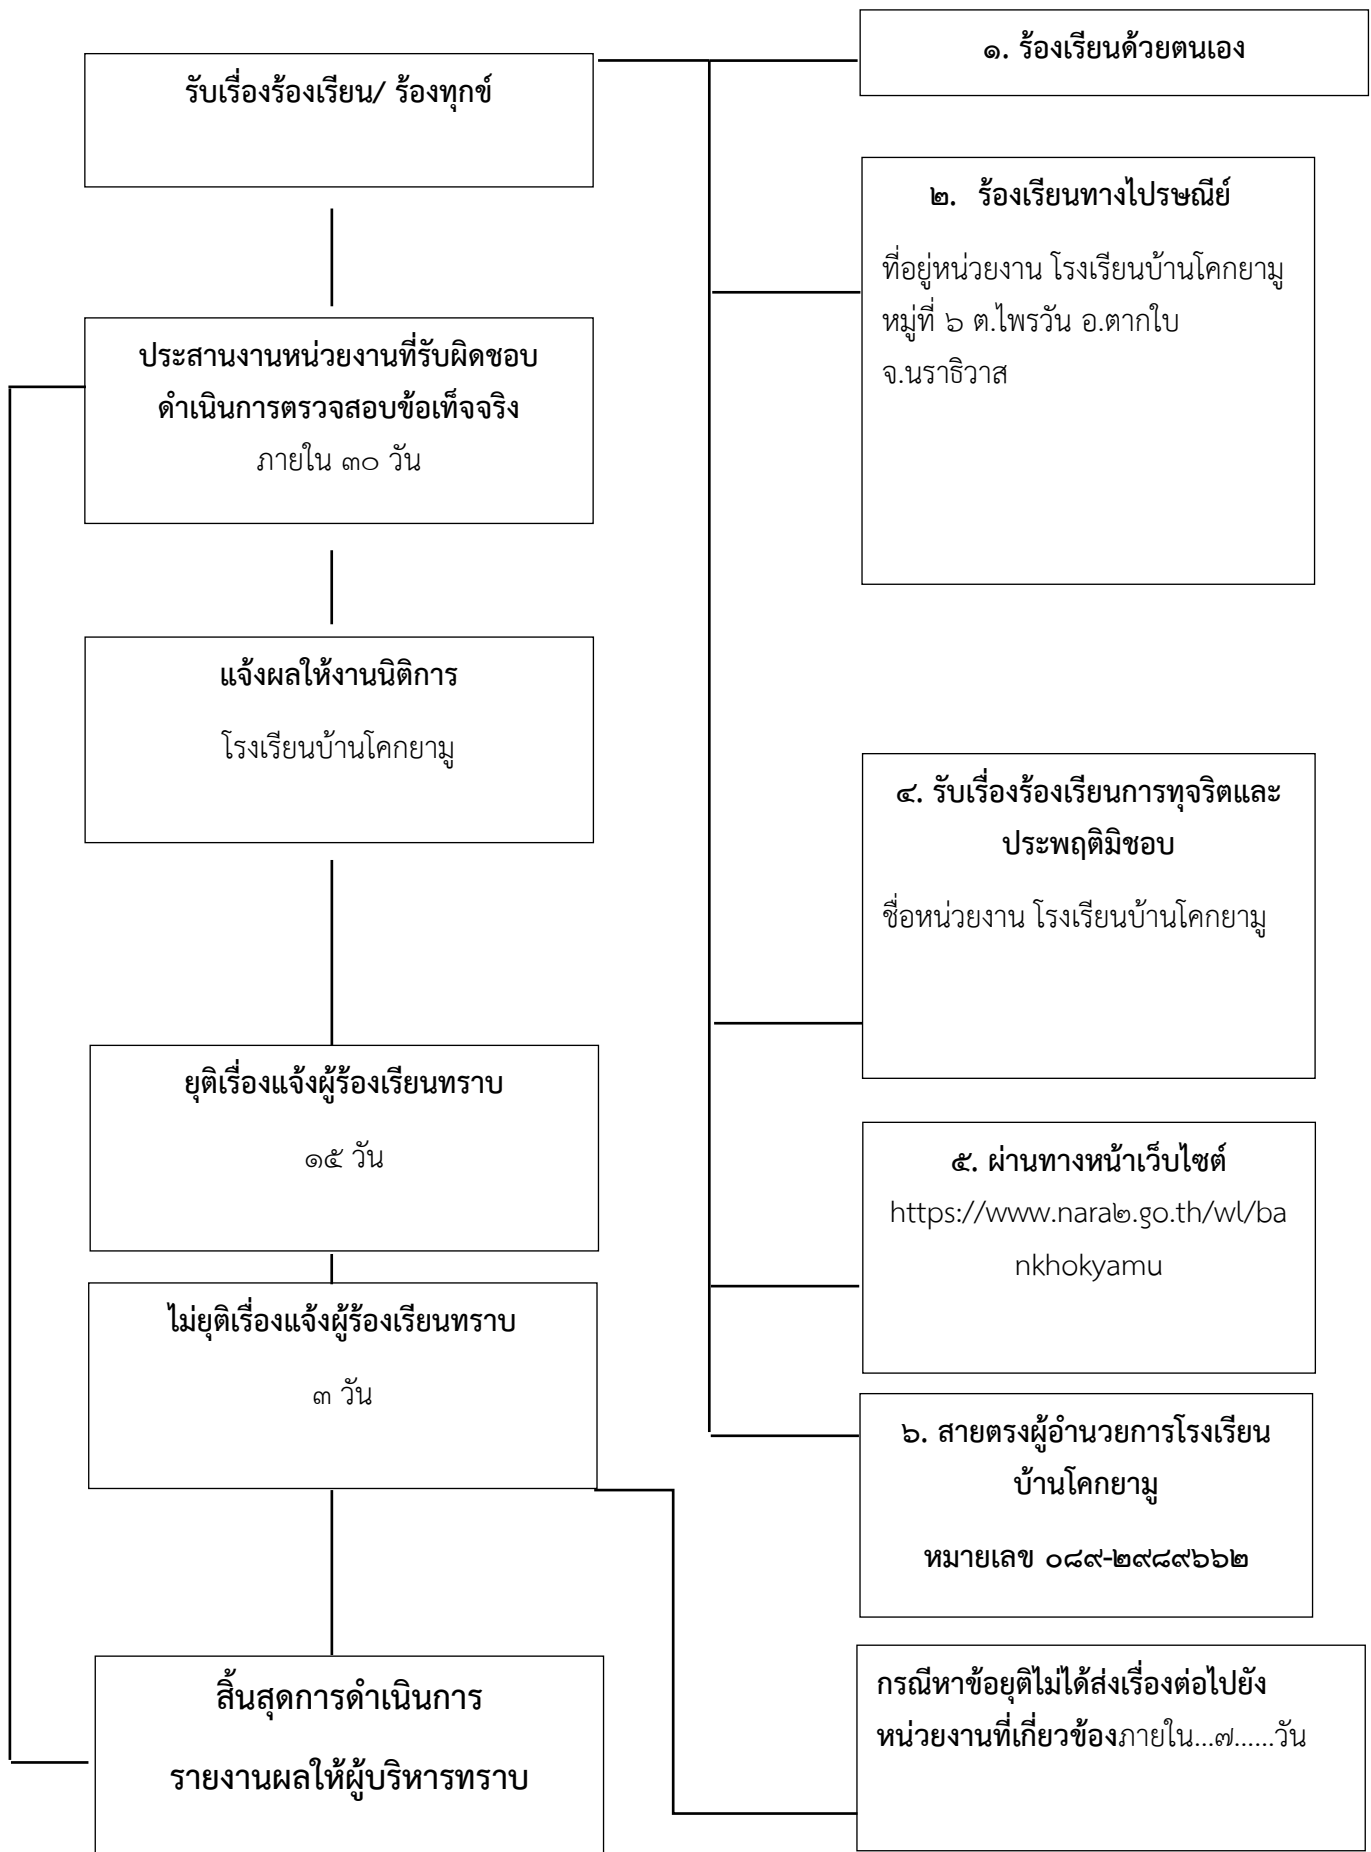 รับเรื่องร้องเรียน/ ร้องทุกข์
ประสานงานหน่วยงานที่รับผิดชอบ
ดำเนินการตรวจสอบข้อเท็จจริง
ภายใน ๓๐ วัน
แจ้งผลให้งานนิติการ
โรงเรียนบ้านโคกยามู
ยุติเรื่องแจ้งผู้ร้องเรียนทราบ
๑๕ วัน
ไม่ยุติเรื่องแจ้งผู้ร้องเรียนทราบ
๓ วัน
สิ้นสุดการดำเนินการ
รายงานผลให้ผู้บริหารทราบ
๑. ร้องเรียนด้วยตนเอง
๒. ร้องเรียนทางไปรษณีย์
ที่อยู่หน่วยงาน โรงเรียนบ้านโคกยามู
หมู่ที่ ๖ ต.ไพรวัน อ.ตากใบ
จ.นราธิวาส
๔. รับเรื่องร้องเรียนการทุจริตและ
ประพฤติมิชอบ
ชื่อหน่วยงาน โรงเรียนบ้านโคกยามู
๕. ผ่านทางหน้าเว็บไซต์
https://www.nara๒.go.th/wl/ba
nkhokyamu
๖. สายตรงผู้อำนวยการโรงเรียน
บ้านโคกยามู
หมายเลข ๐๘๙-๒๙๘๙๖๖๒
กรณีหาข้อยุติไม่ได้ส่งเรื่องต่อไปยัง
หน่วยงานที่เกี่ยวข้องภายใน...๗......วัน